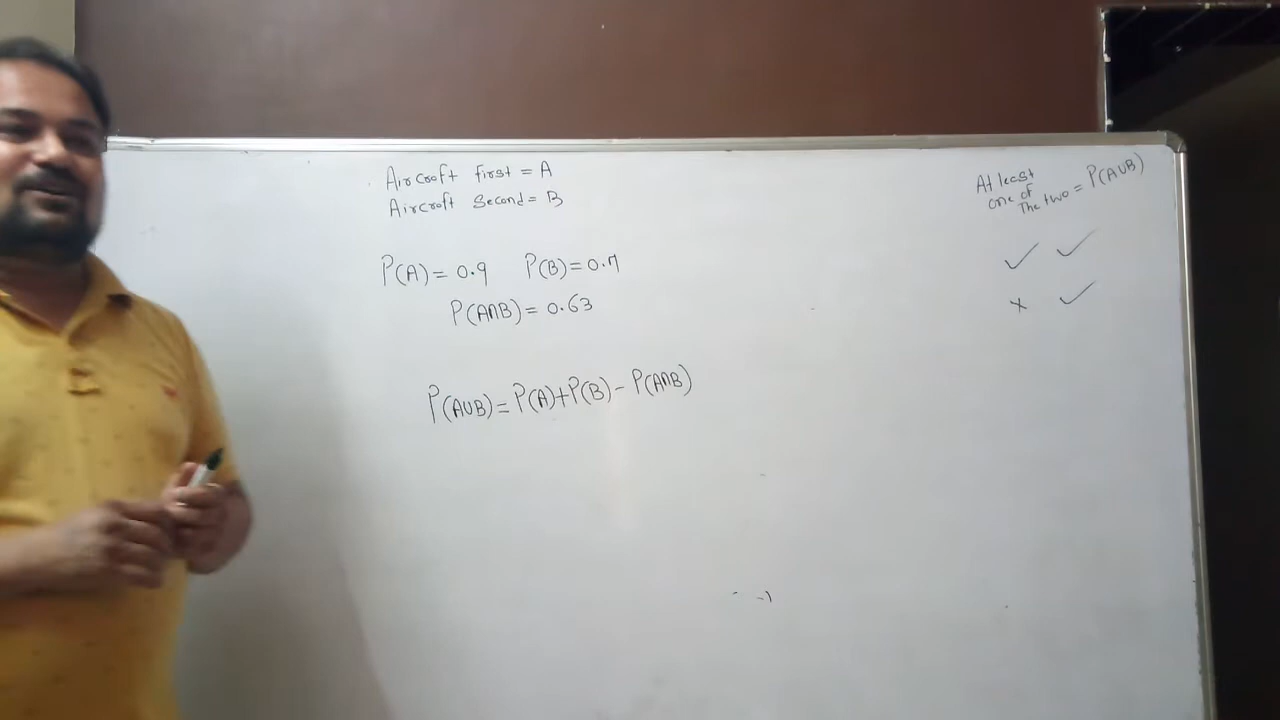 Aircraft first = A
Aircraft Second = B
P(A) = 0.9 P(B) = 0.7
P(A∩B) = 0.63
P(A∪B) = P(A)+P(B) - P(A∩B)
At least
one of
The two = P(A∪B)
✓ ✓
× ✓